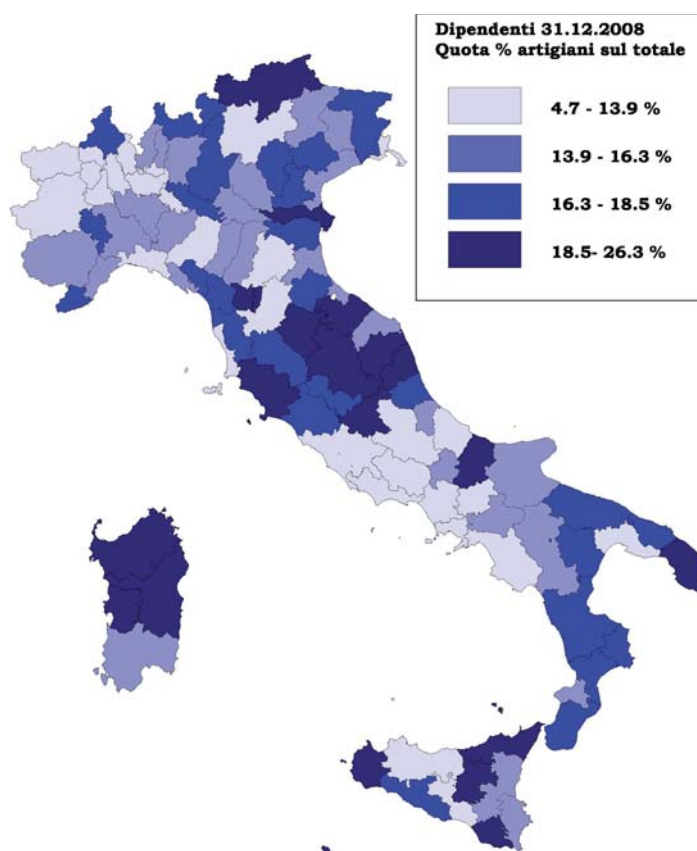 Dipendenti 31.12.2008
Quota % artigiani sul totale
4.7 - 13.9 %
13.9 - 16.3 %
16.3 - 18.5 %
18.5- 26.3 %